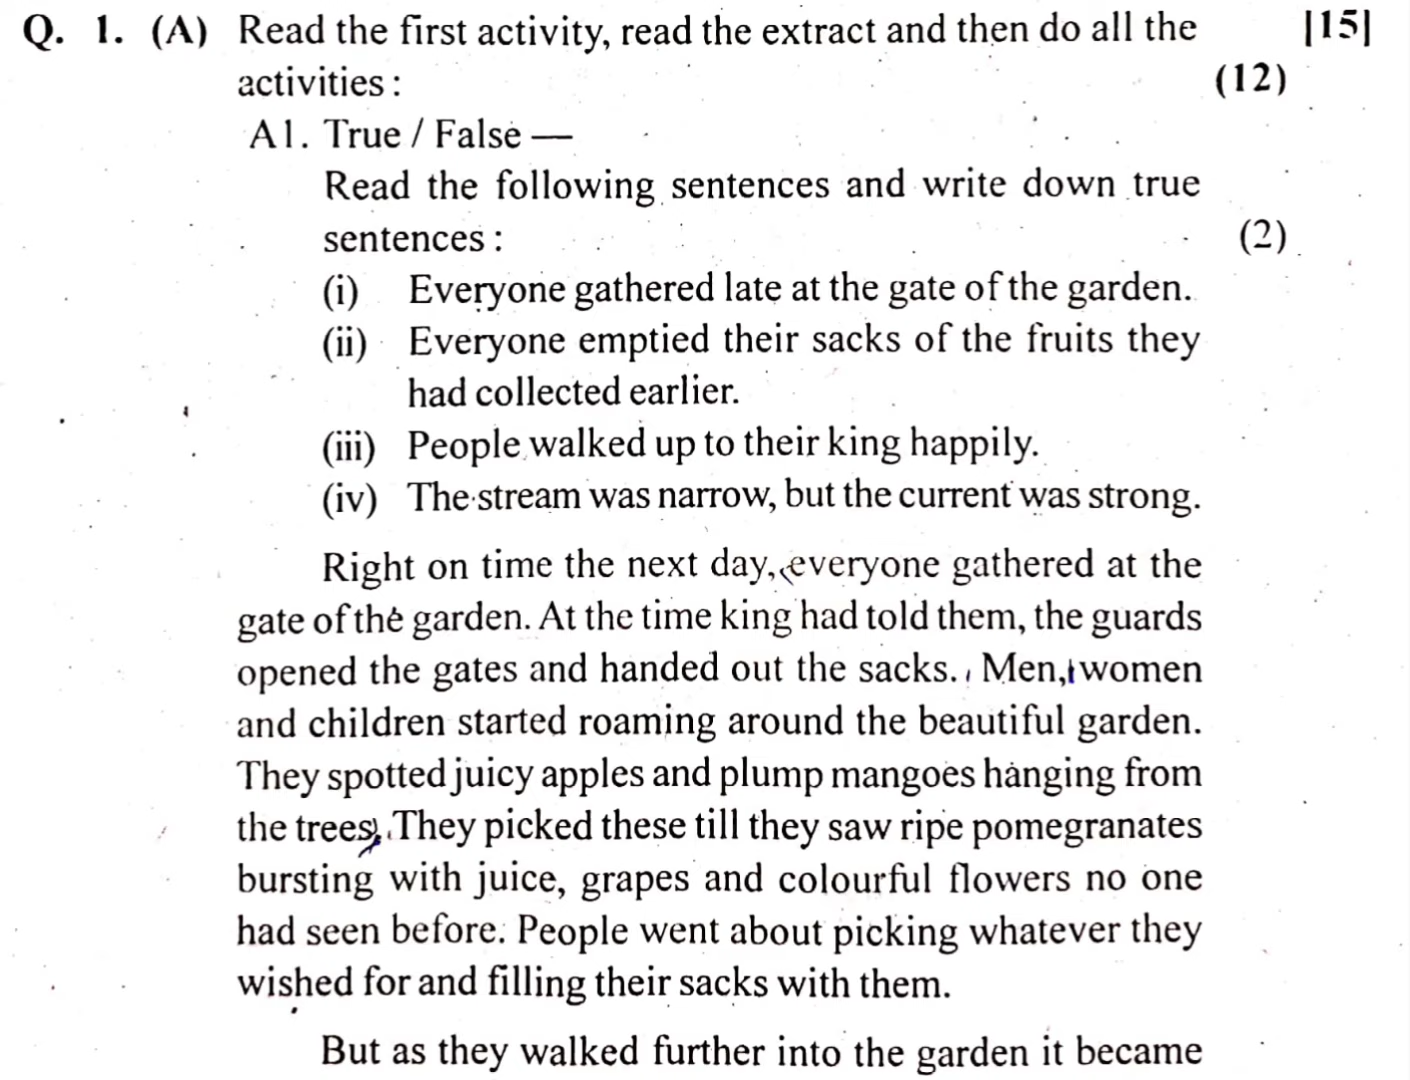 Q. 1. (A) Read the first activity, read the extract and then do all the [15]
activities : (12)
A1. True / False —
Read the following sentences and write down true
sentences : (2)
(i) Everyone gathered late at the gate of the garden.
(ii) Everyone emptied their sacks of the fruits they
had collected earlier.
(iii) People walked up to their king happily.
(iv) The stream was narrow, but the current was strong.
Right on time the next day, everyone gathered at the
gate of the garden. At the time king had told them, the guards
opened the gates and handed out the sacks. Men, women
and children started roaming around the beautiful garden.
They spotted juicy apples and plump mangoes hanging from
the trees. They picked these till they saw ripe pomegranates
bursting with juice, grapes and colourful flowers no one
had seen before. People went about picking whatever they
wished for and filling their sacks with them.
But as they walked further into the garden it became